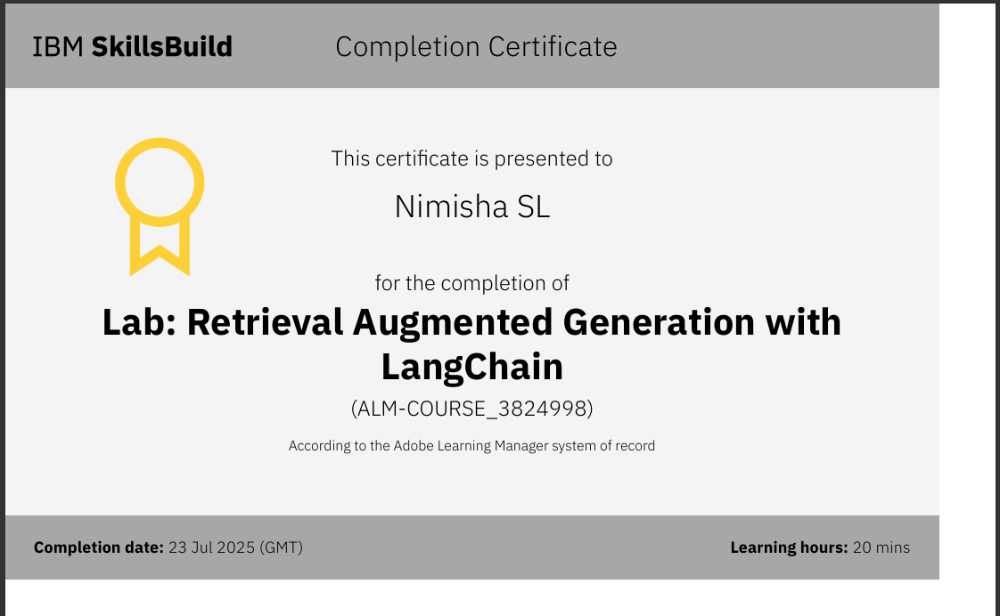 IBM SkillsBuild
Completion Certificate
This certificate is presented to
Nimisha SL
for the completion of
Lab: Retrieval Augmented Generation with
LangChain
(ALM-COURSE_3824998)
According to the Adobe Learning Manager system of record
Completion date: 23 Jul 2025 (GMT)
Learning hours: 20 mins